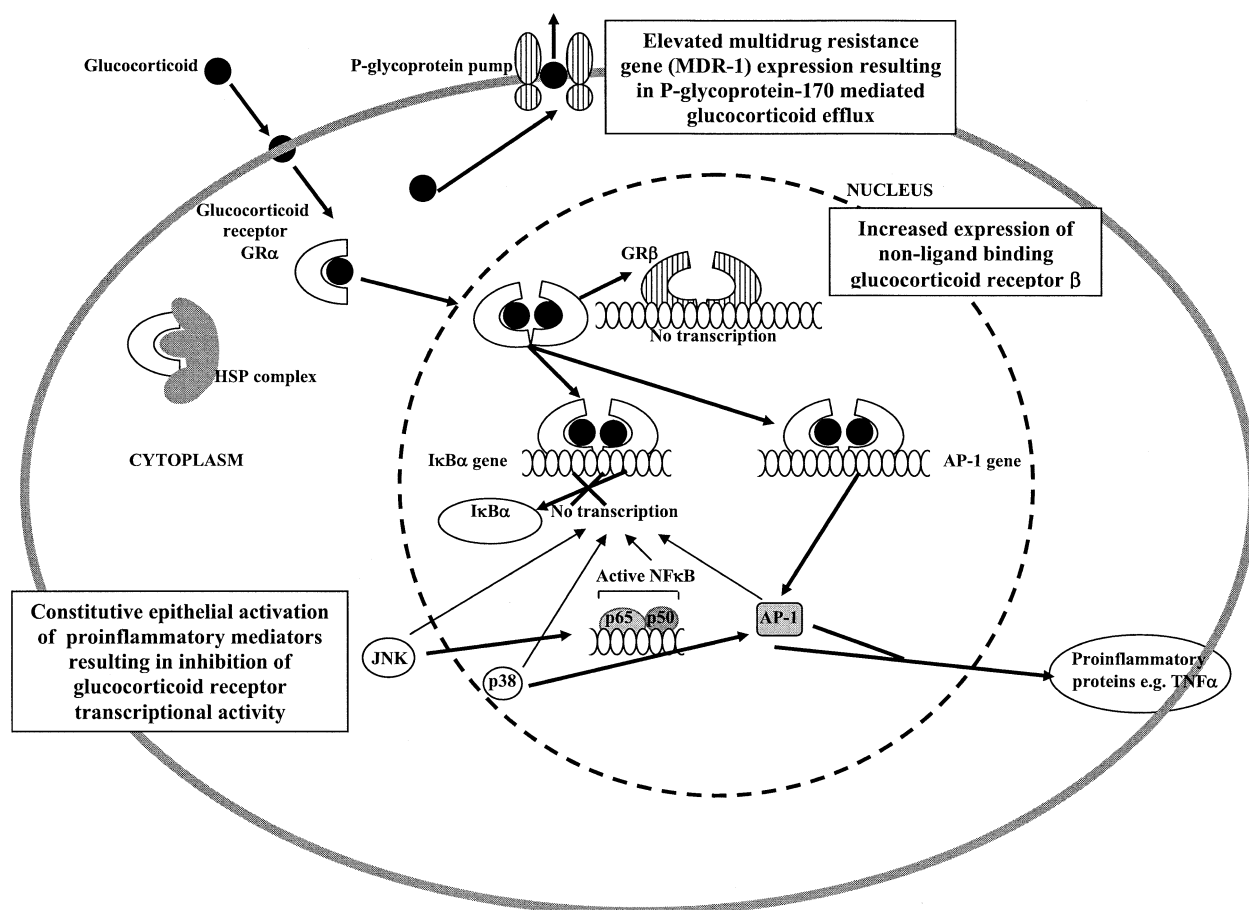 Glucocorticoid
P-glycoprotein pump
Elevated multidrug resistance
gene (MDR-1) expression resulting
in P-glycoprotein-170 mediated
glucocorticoid efflux
NUCLEUS
Increased expression of
non-ligand binding
glucocorticoid receptor β
Glucocorticoid
receptor
GRα
GRβ
No transcription
HSP complex
CYTOPLASM
IκBα gene
AP-1 gene
IκBα
No transcription
Active NFκB
p65 p50
AP-1
JNK
p38
Constitutive epithelial activation
of proinflammatory mediators
resulting in inhibition of
glucocorticoid receptor
transcriptional activity
Proinflammatory
proteins e.g. TNFα